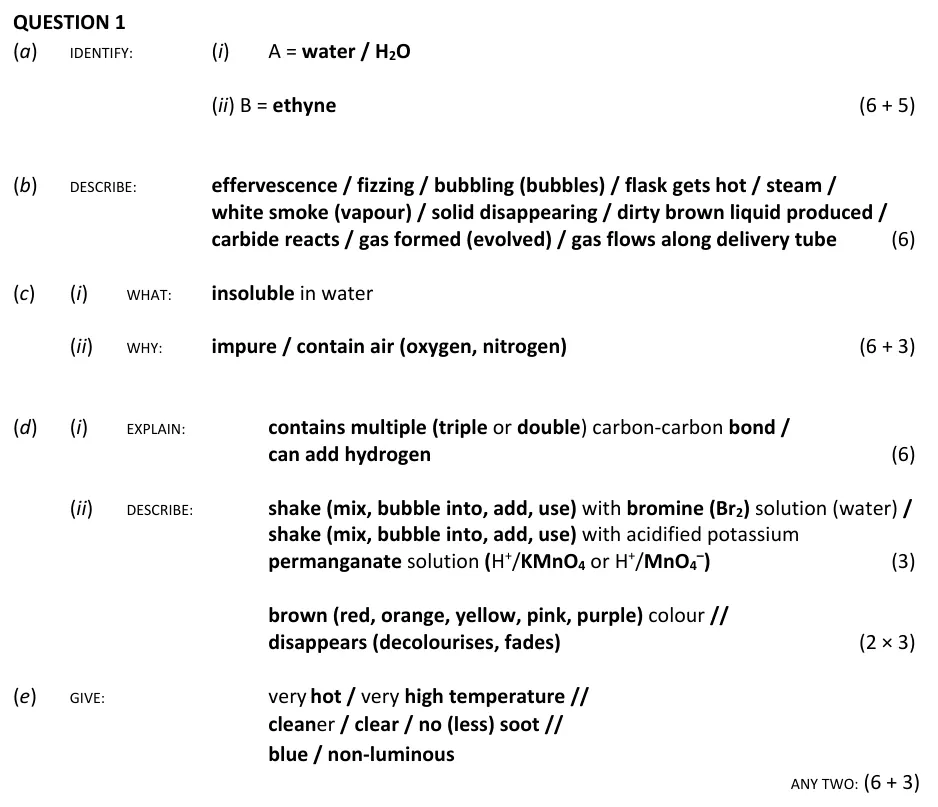 QUESTION 1
(a) IDENTIFY: (i) A = water / H₂O
(ii) B = ethyne (6 + 5)
(b) DESCRIBE: effervescence / fizzing / bubbling (bubbles) / flask gets hot / steam /
white smoke (vapour) / solid disappearing / dirty brown liquid produced /
carbide reacts / gas formed (evolved) / gas flows along delivery tube (6)
(c) (i) WHAT: insoluble in water
(ii) WHY: impure / contain air (oxygen, nitrogen) (6 + 3)
(d) (i) EXPLAIN: contains multiple (triple or double) carbon-carbon bond /
can add hydrogen (6)
(ii) DESCRIBE: shake (mix, bubble into, add, use) with bromine (Br₂) solution (water) /
shake (mix, bubble into, add, use) with acidified potassium
permanganate solution (H⁺/KMnO₄ or H⁺/MnO₄⁻) (3)
brown (red, orange, yellow, pink, purple) colour //
disappears (decolourises, fades) (2 × 3)
(e) GIVE: very hot / very high temperature //
cleaner / clear / no (less) soot //
blue / non-luminous
ANY TWO: (6 + 3)